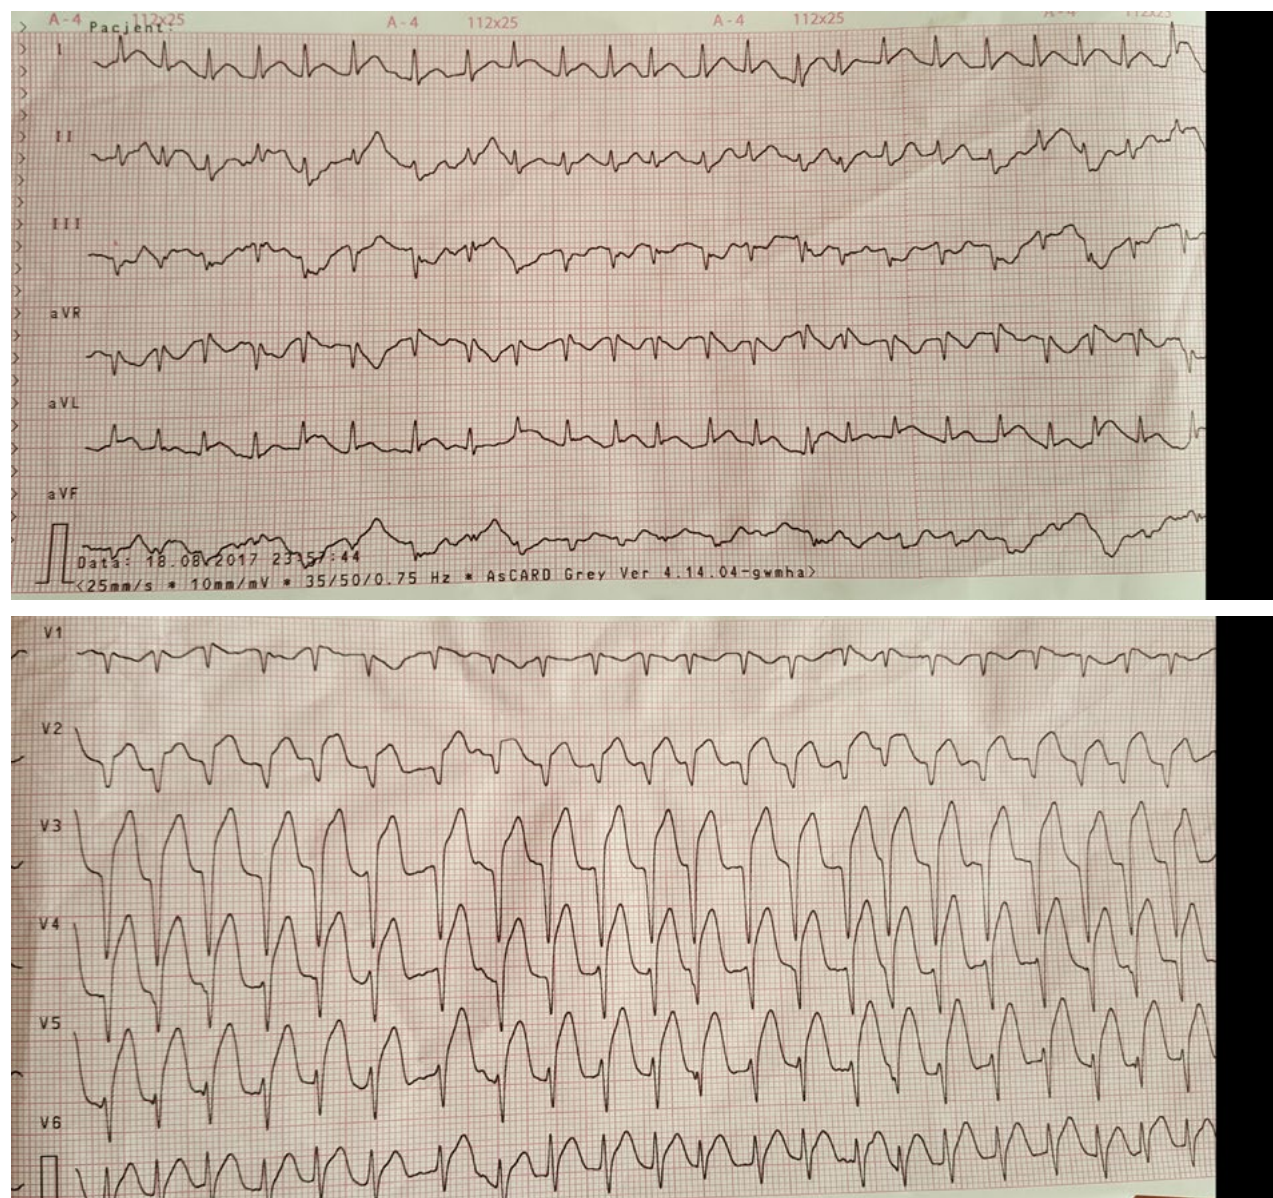 A-4 112x25 A-4 112x25 A-4 112x25 A-4 112x25
Pacjent:
I
II
III
aVR
aVL
aVF
Data: 18.08.2017 23:57:44
<25mm/s * 10mm/mV * 35/50/0.75 Hz * AsCARD Grey Ver 4.14.04-gwmha>
V1
V2
V3
V4
V5
V6